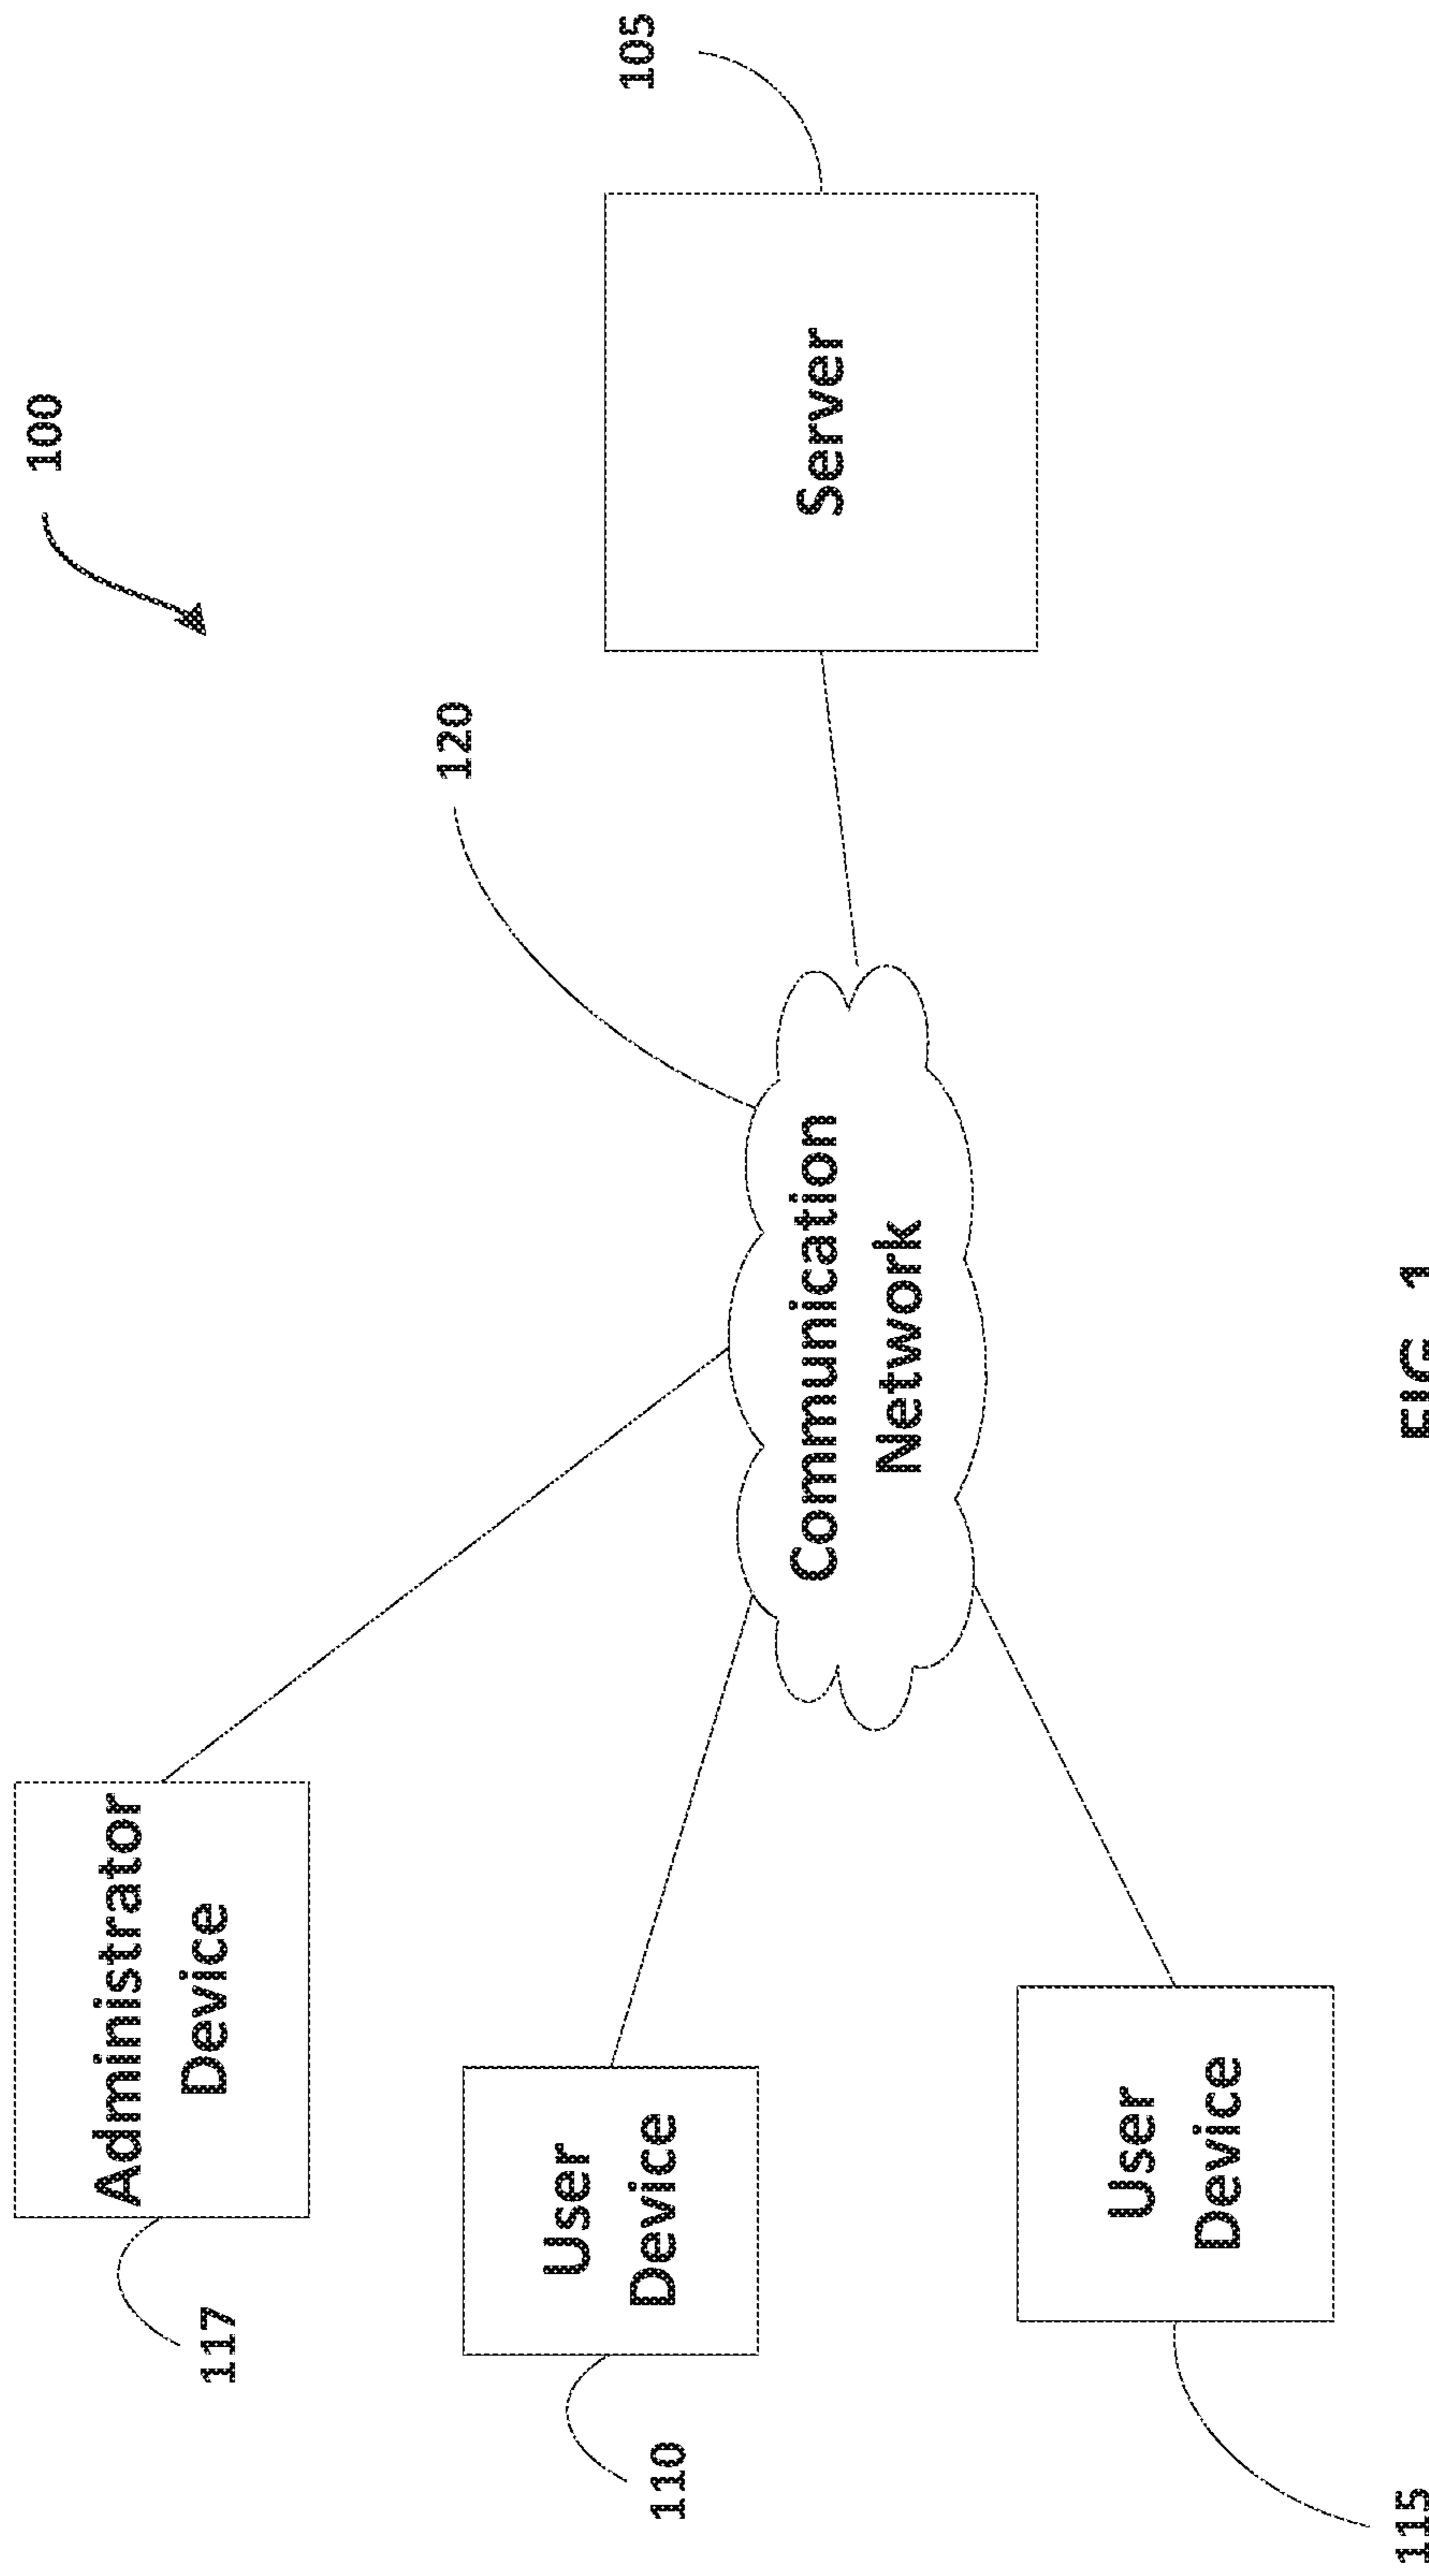 100
117
Administrator
Device
120
105
110
User
Device
Communication
Network
Server
115
User
Device
FIG. 1